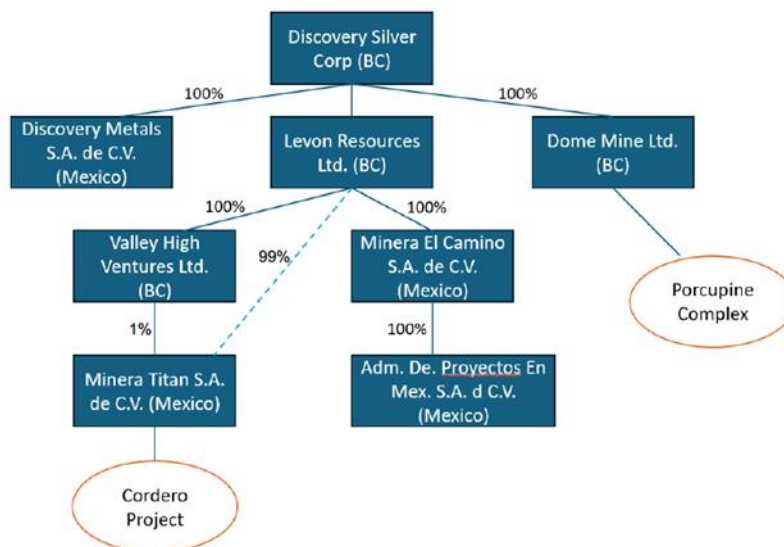 Discovery Silver
Corp (BC)
100%
100%
Discovery Metals
S.A. de C.V.
(Mexico)
Levon Resources
Ltd. (BC)
Dome Mine Ltd.
(BC)
100%
100%
Valley High
Ventures Ltd.
(BC)
99%
Minera El Camino
S.A. de C.V.
(Mexico)
Porcupine
Complex
1%
100%
Minera Titan S.A.
de C.V. (Mexico)
Adm. De. Proyectos En
Mex. S.A. d C.V.
(Mexico)
Cordero
Project